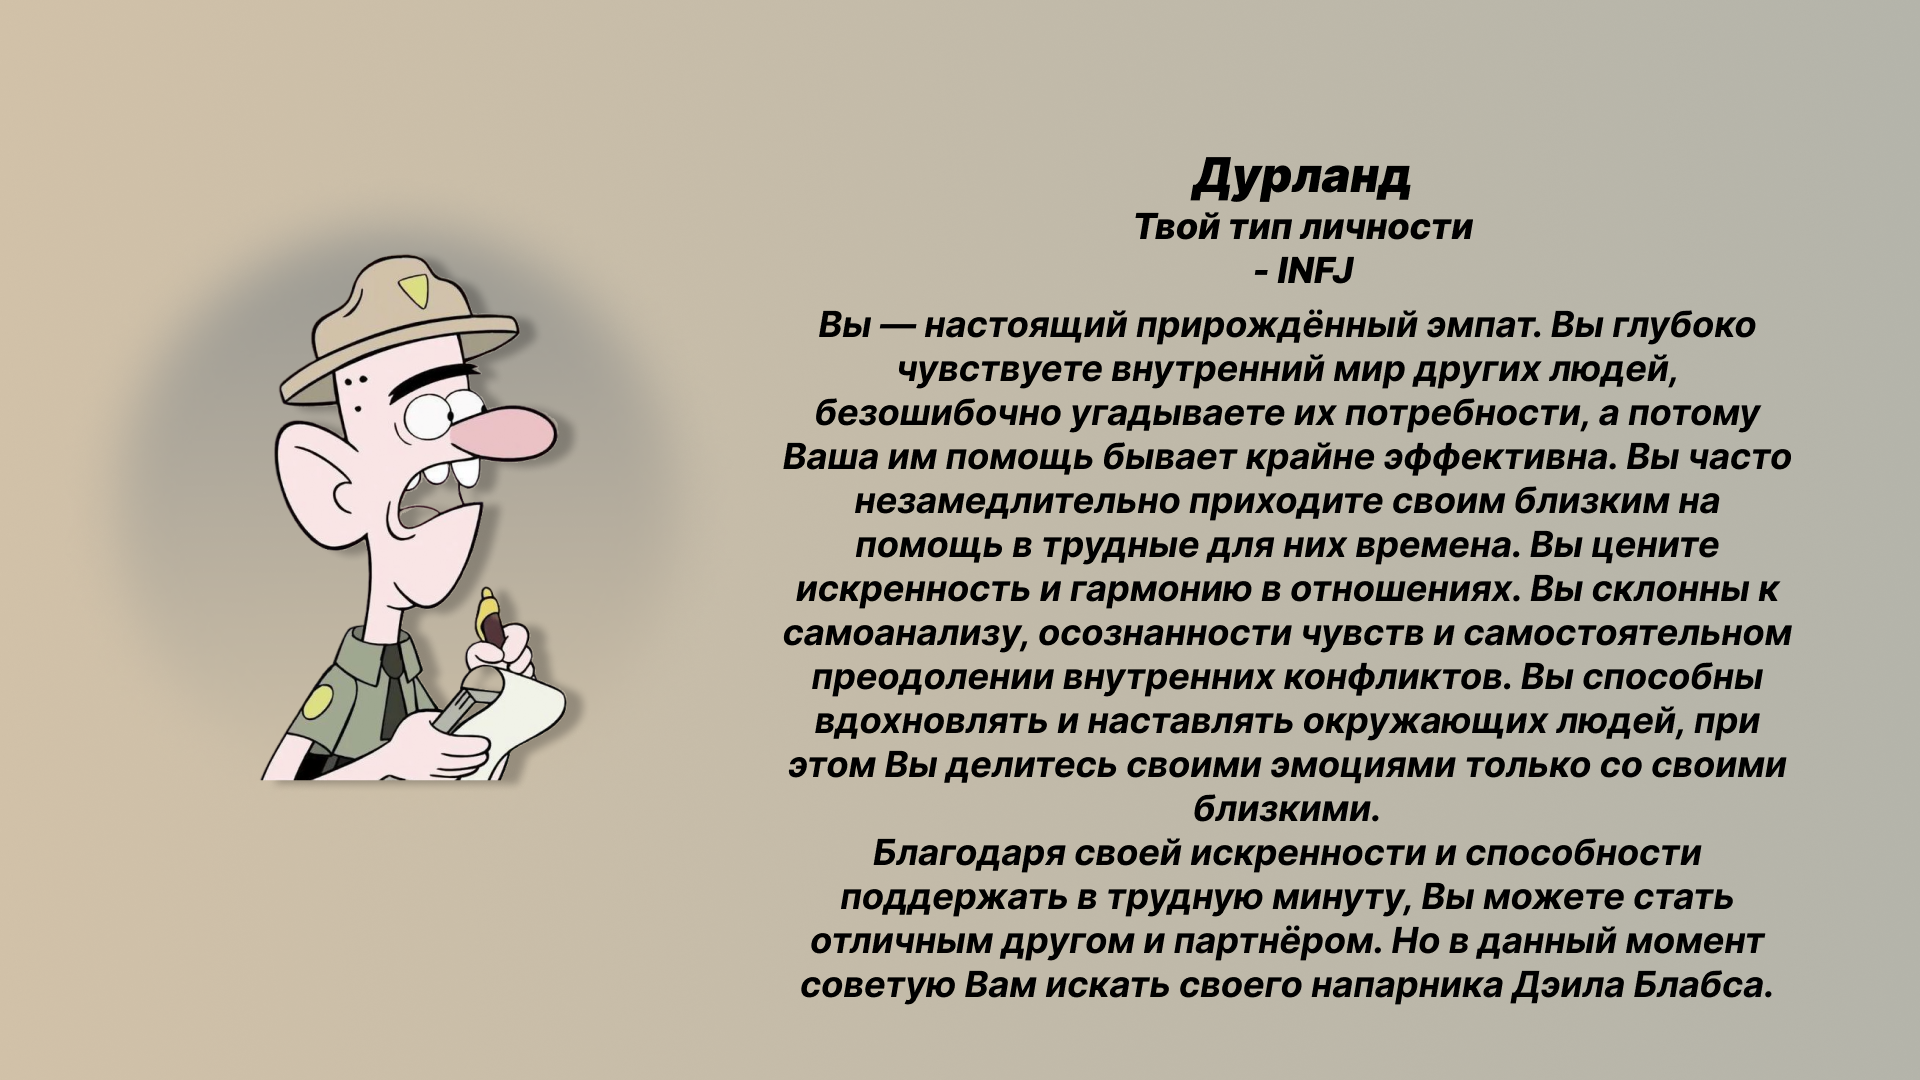 Дурланд
Твой тип личности
- INFJ
Вы — настоящий прирождённый эмпат. Вы глубоко
чувствуете внутренний мир других людей,
безошибочно угадываете их потребности, а потому
Ваша им помощь бывает крайне эффективна. Вы часто
незамедлительно приходите своим близким на
помощь в трудные для них времена. Вы цените
искренность и гармонию в отношениях. Вы склонны к
самоанализу, осознанности чувств и самостоятельном
преодолении внутренних конфликтов. Вы способны
вдохновлять и наставлять окружающих людей, при
этом Вы делитесь своими эмоциями только со своими
близкими.
Благодаря своей искренности и способности
поддержать в трудную минуту, Вы можете стать
отличным другом и партнёром. Но в данный момент
советую Вам искать своего напарника Дэила Блабса.